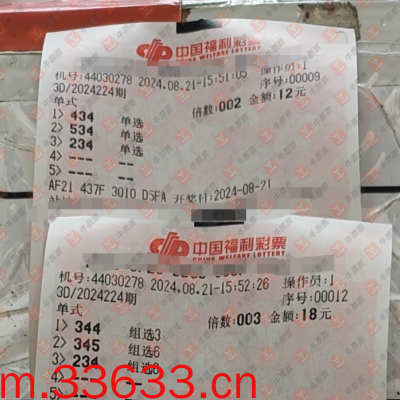 中国福利彩票
CHINA WELFARE LOTTERY
机号:44030278 2024.08.21-15:51:05 操作员:1
3D/2024224期 序号:00009
单式 倍数:002 金额:12元
1> 434 单选
2> 534 单选
3> 234 单选
4> --- --
5> --- --
AF21 437F 3010 D5FA 开奖时:2024-08-21
中国福利彩票
CHINA WELFARE LOTTERY
机号:44030278 2024.08.21-15:52:26 操作员:1
3D/2024224期 序号:00012
单式 倍数:003 金额:18元
1> 344 组选3
2> 345 组选6
3> 234 组选6
4> --- --
5> --- --
m.33633.cn